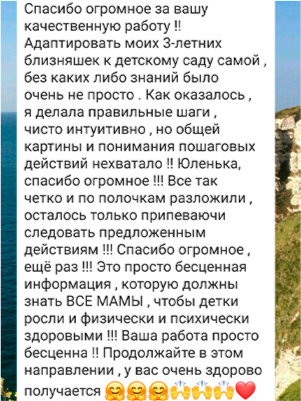 Спасибо огромное за вашу
качественную работу !!
Адаптировать моих 3-летних
близняшек к детскому саду самой ,
без каких либо знаний было
очень не просто . Как оказалось ,
я делала правильные шаги ,
чисто интуитивно , но общей
картины и понимания пошаговых
действий нехватало !! Юленька,
спасибо огромное !!! Все так
четко и по полочкам разложили ,
осталось только припеваючи
следовать предложенным
действиям !!! Спасибо огромное ,
ещё раз !!! Это просто бесценная
информация , которую должны
знать ВСЕ МАМЫ , чтобы детки
росли и физически и психически
здоровыми !!! Ваша работа просто
бесценна !! Продолжайте в этом
направлении , у вас очень здорово
получается 🤗🤗🤗🙌🙌🙌❤️